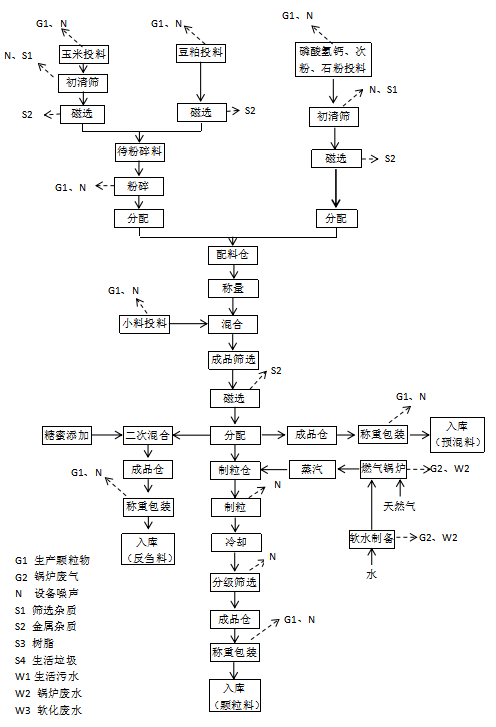 G1、N
G1、N
G1、N
玉米投料
豆粕投料
磷酸氢钙、次
粉、石粉投料
N、S1
初清筛
N、S1
初清筛
S2
磁选
磁选
S2
待粉碎料
磁选
S2
G1、N
粉碎
分配
分配
配料仓
称量
G1、N
小料投料
混合
成品筛选
S2
磁选
G1、N
糖蜜添加
二次混合
分配
成品仓
称重包装
入库
（预混料）
成品仓
制粒仓
蒸汽
燃气锅炉
G2、W2
G1、N
N
称重包装
制粒
天然气
入库
（反刍料）
冷却
软水制备
G2、W2
N
水
分级筛选
成品仓
G1、N
称重包装
入库
（颗粒料）
G1 生产颗粒物
G2 锅炉废气
N 设备噪声
S1 筛选杂质
S2 金属杂质
S3 树脂
S4 生活垃圾
W1 生活污水
W2 锅炉废水
W3 软化废水